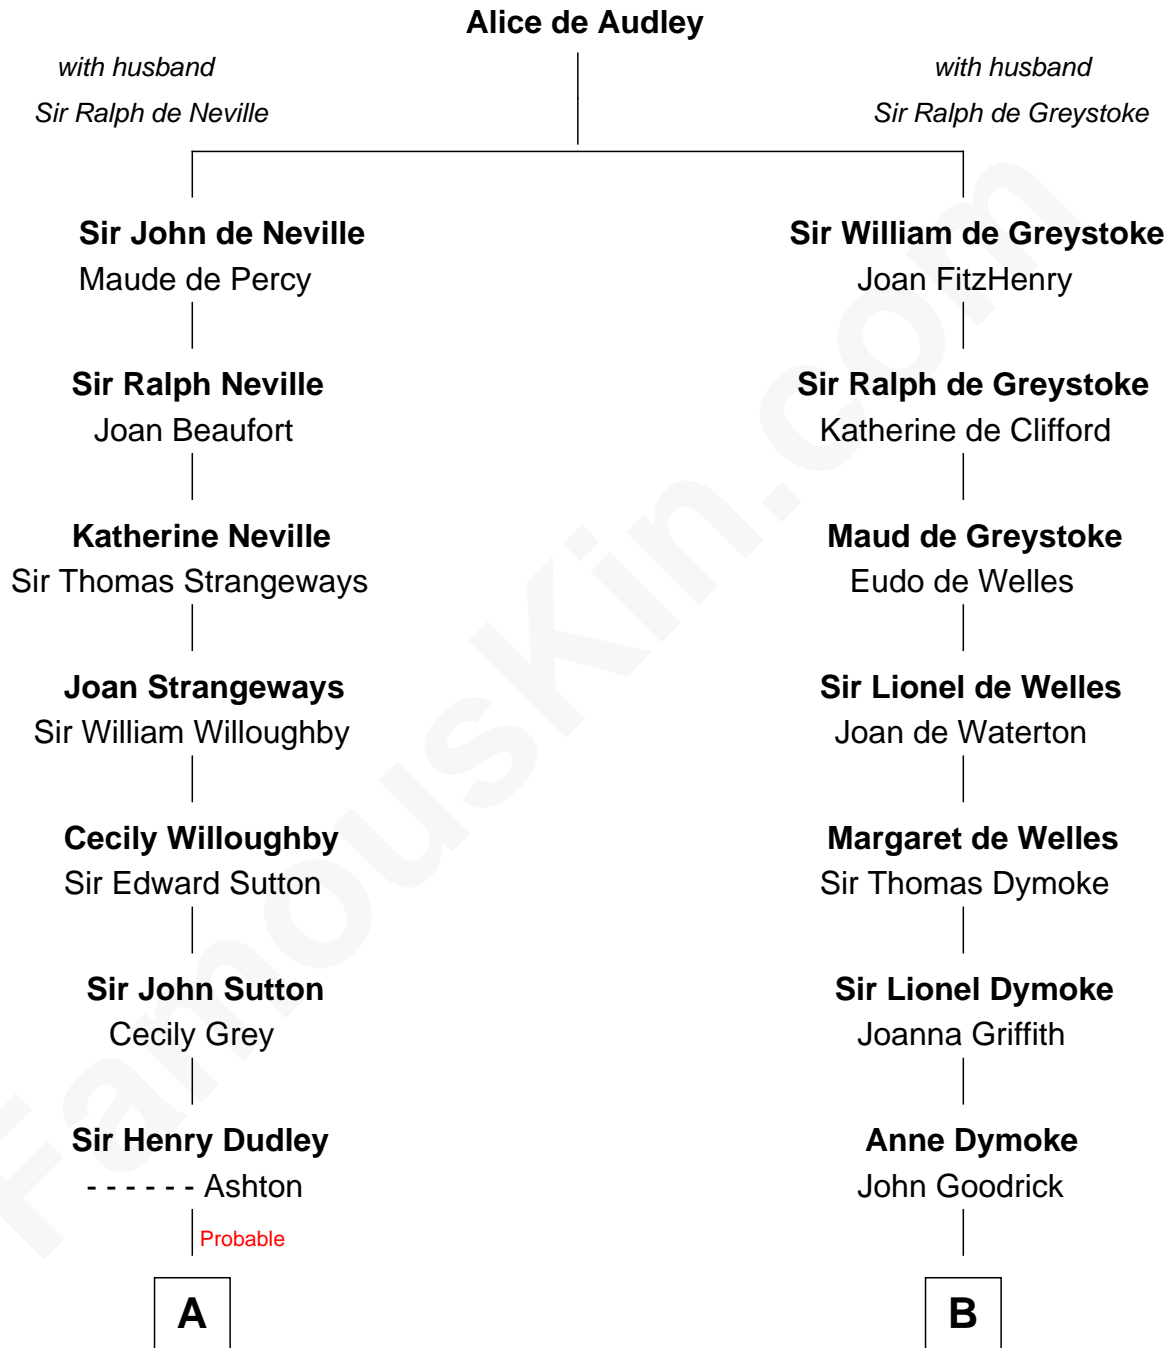 Alice de Audley
with husband
Sir Ralph de Neville
with husband
Sir Ralph de Greystoke
Sir John de Neville
Maude de Percy
Sir William de Greystoke
Joan FitzHenry
Sir Ralph Neville
Joan Beaufort
Sir Ralph de Greystoke
Katherine de Clifford
Katherine Neville
Sir Thomas Strangeways
Maud de Greystoke
Eudo de Welles
Joan Strangeways
Sir William Willoughby
Sir Lionel de Welles
Joan de Waterton
Cecily Willoughby
Sir Edward Sutton
Margaret de Welles
Sir Thomas Dymoke
Sir John Sutton
Cecily Grey
Sir Lionel Dymoke
Joanna Griffith
Sir Henry Dudley
- - - - - - Ashton
Probable
Anne Dymoke
John Goodrick
A
B
FamousKin.com